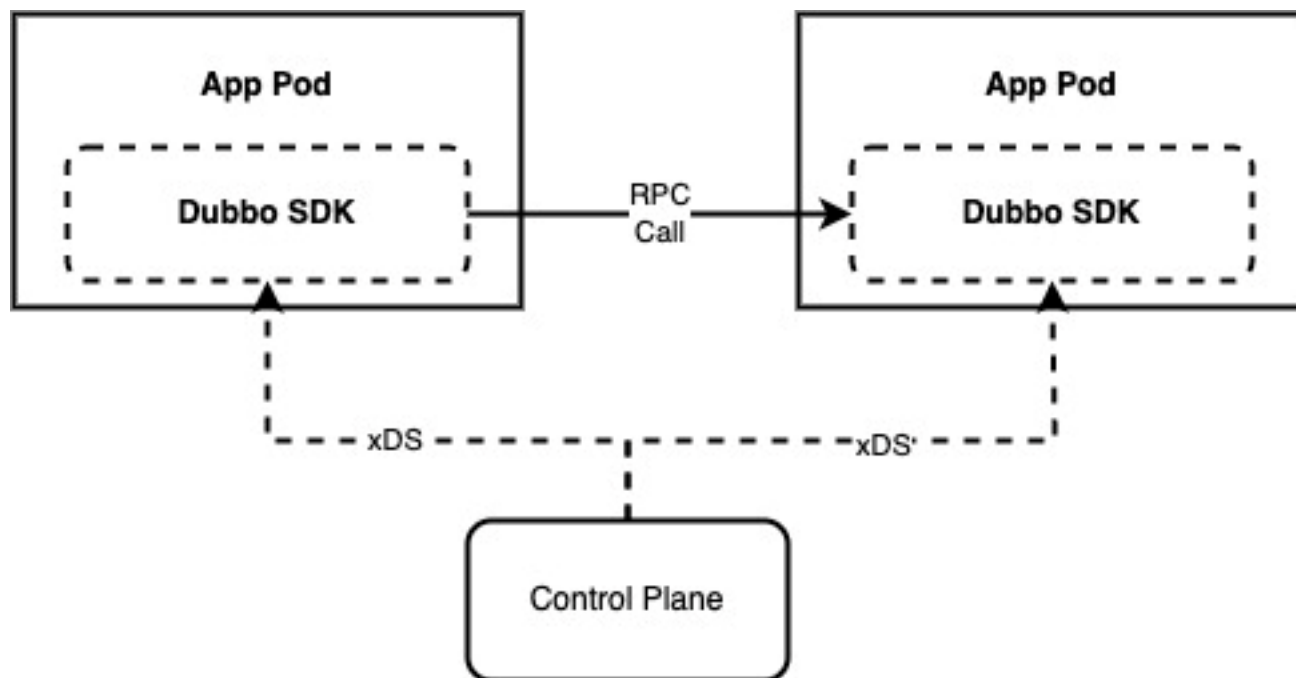 App Pod
App Pod
Dubbo SDK
RPC
Call
Dubbo SDK
xDS
xDS
Control Plane